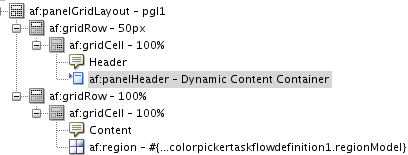 af:panelGridLayout - pgl1
af:gridRow - 50px
af:gridCell - 100%
Header
af:panelHeader - Dynamic Content Container
af:gridRow - 100%
af:gridCell - 100%
Content
af:region - #{...colorpickertaskflowdefinition1.regionModel}